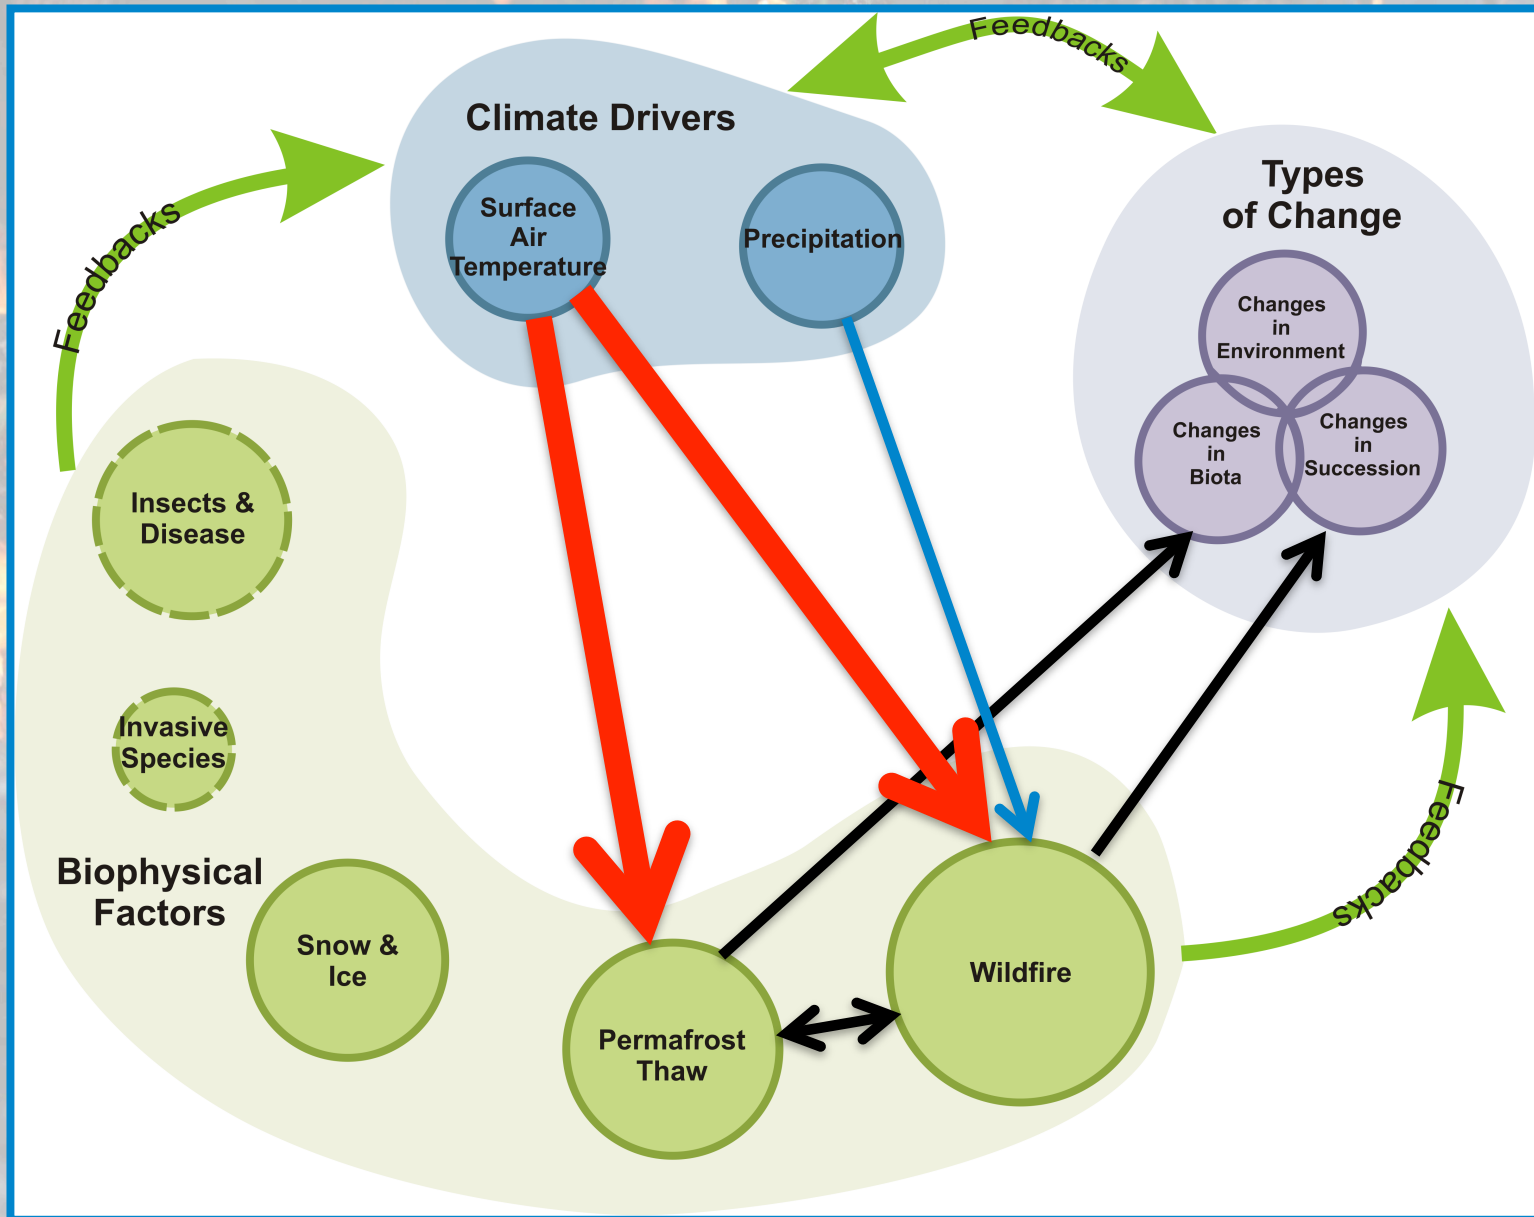 Feedbacks
Climate Drivers
Surface
Air
Temperature
Precipitation
Types
of Change
Changes
in
Environment
Changes
in
Biota
Changes
in
Succession
Feedbacks
Insects &
Disease
Invasive
Species
Biophysical
Factors
Snow &
Ice
Permafrost
Thaw
Wildfire
Feedbacks